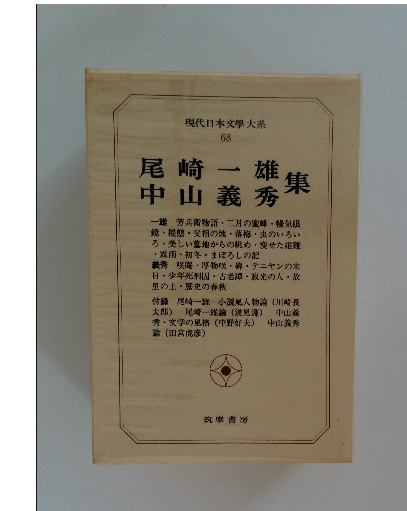 現代日本文學大系
68
尾崎一雄
中山義秀
集
一雄　芳兵衛物語・二月の蜜蜂・暢気眼
鏡・擬態・父祖の地・落梅・虫のいろい
ろ・美しい墓地からの眺め・痩せた雄雞
・霖雨・初冬・まぼろしの記
義秀　咲庵・厚物咲・碑・テニヤンの末
日・少年死刑囚・古老譚・寂光の人・故
里の土・歴史の春秋
付録　尾崎一雄―小説風人物論（川崎長
太郎）　尾崎一雄論（浅見淵）　中山義
秀・文学の風格（中野好夫）　中山義秀
論（田宮虎彦）
筑摩書房